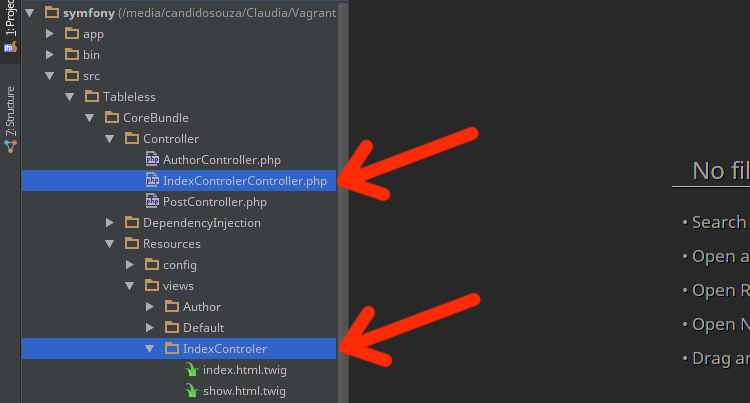 symfony (/media/candidosouza/Claudia/Vagrant
app
bin
src
Tableless
CoreBundle
Controller
AuthorController.php
IndexControlerController.php
PostController.php
DependencyInjection
Resources
config
views
Author
Default
IndexControler
index.html.twig
show.html.twig
1: Project
7: Structure
No fil
• Search
• Open a
• Open R
• Open N
• Drag an